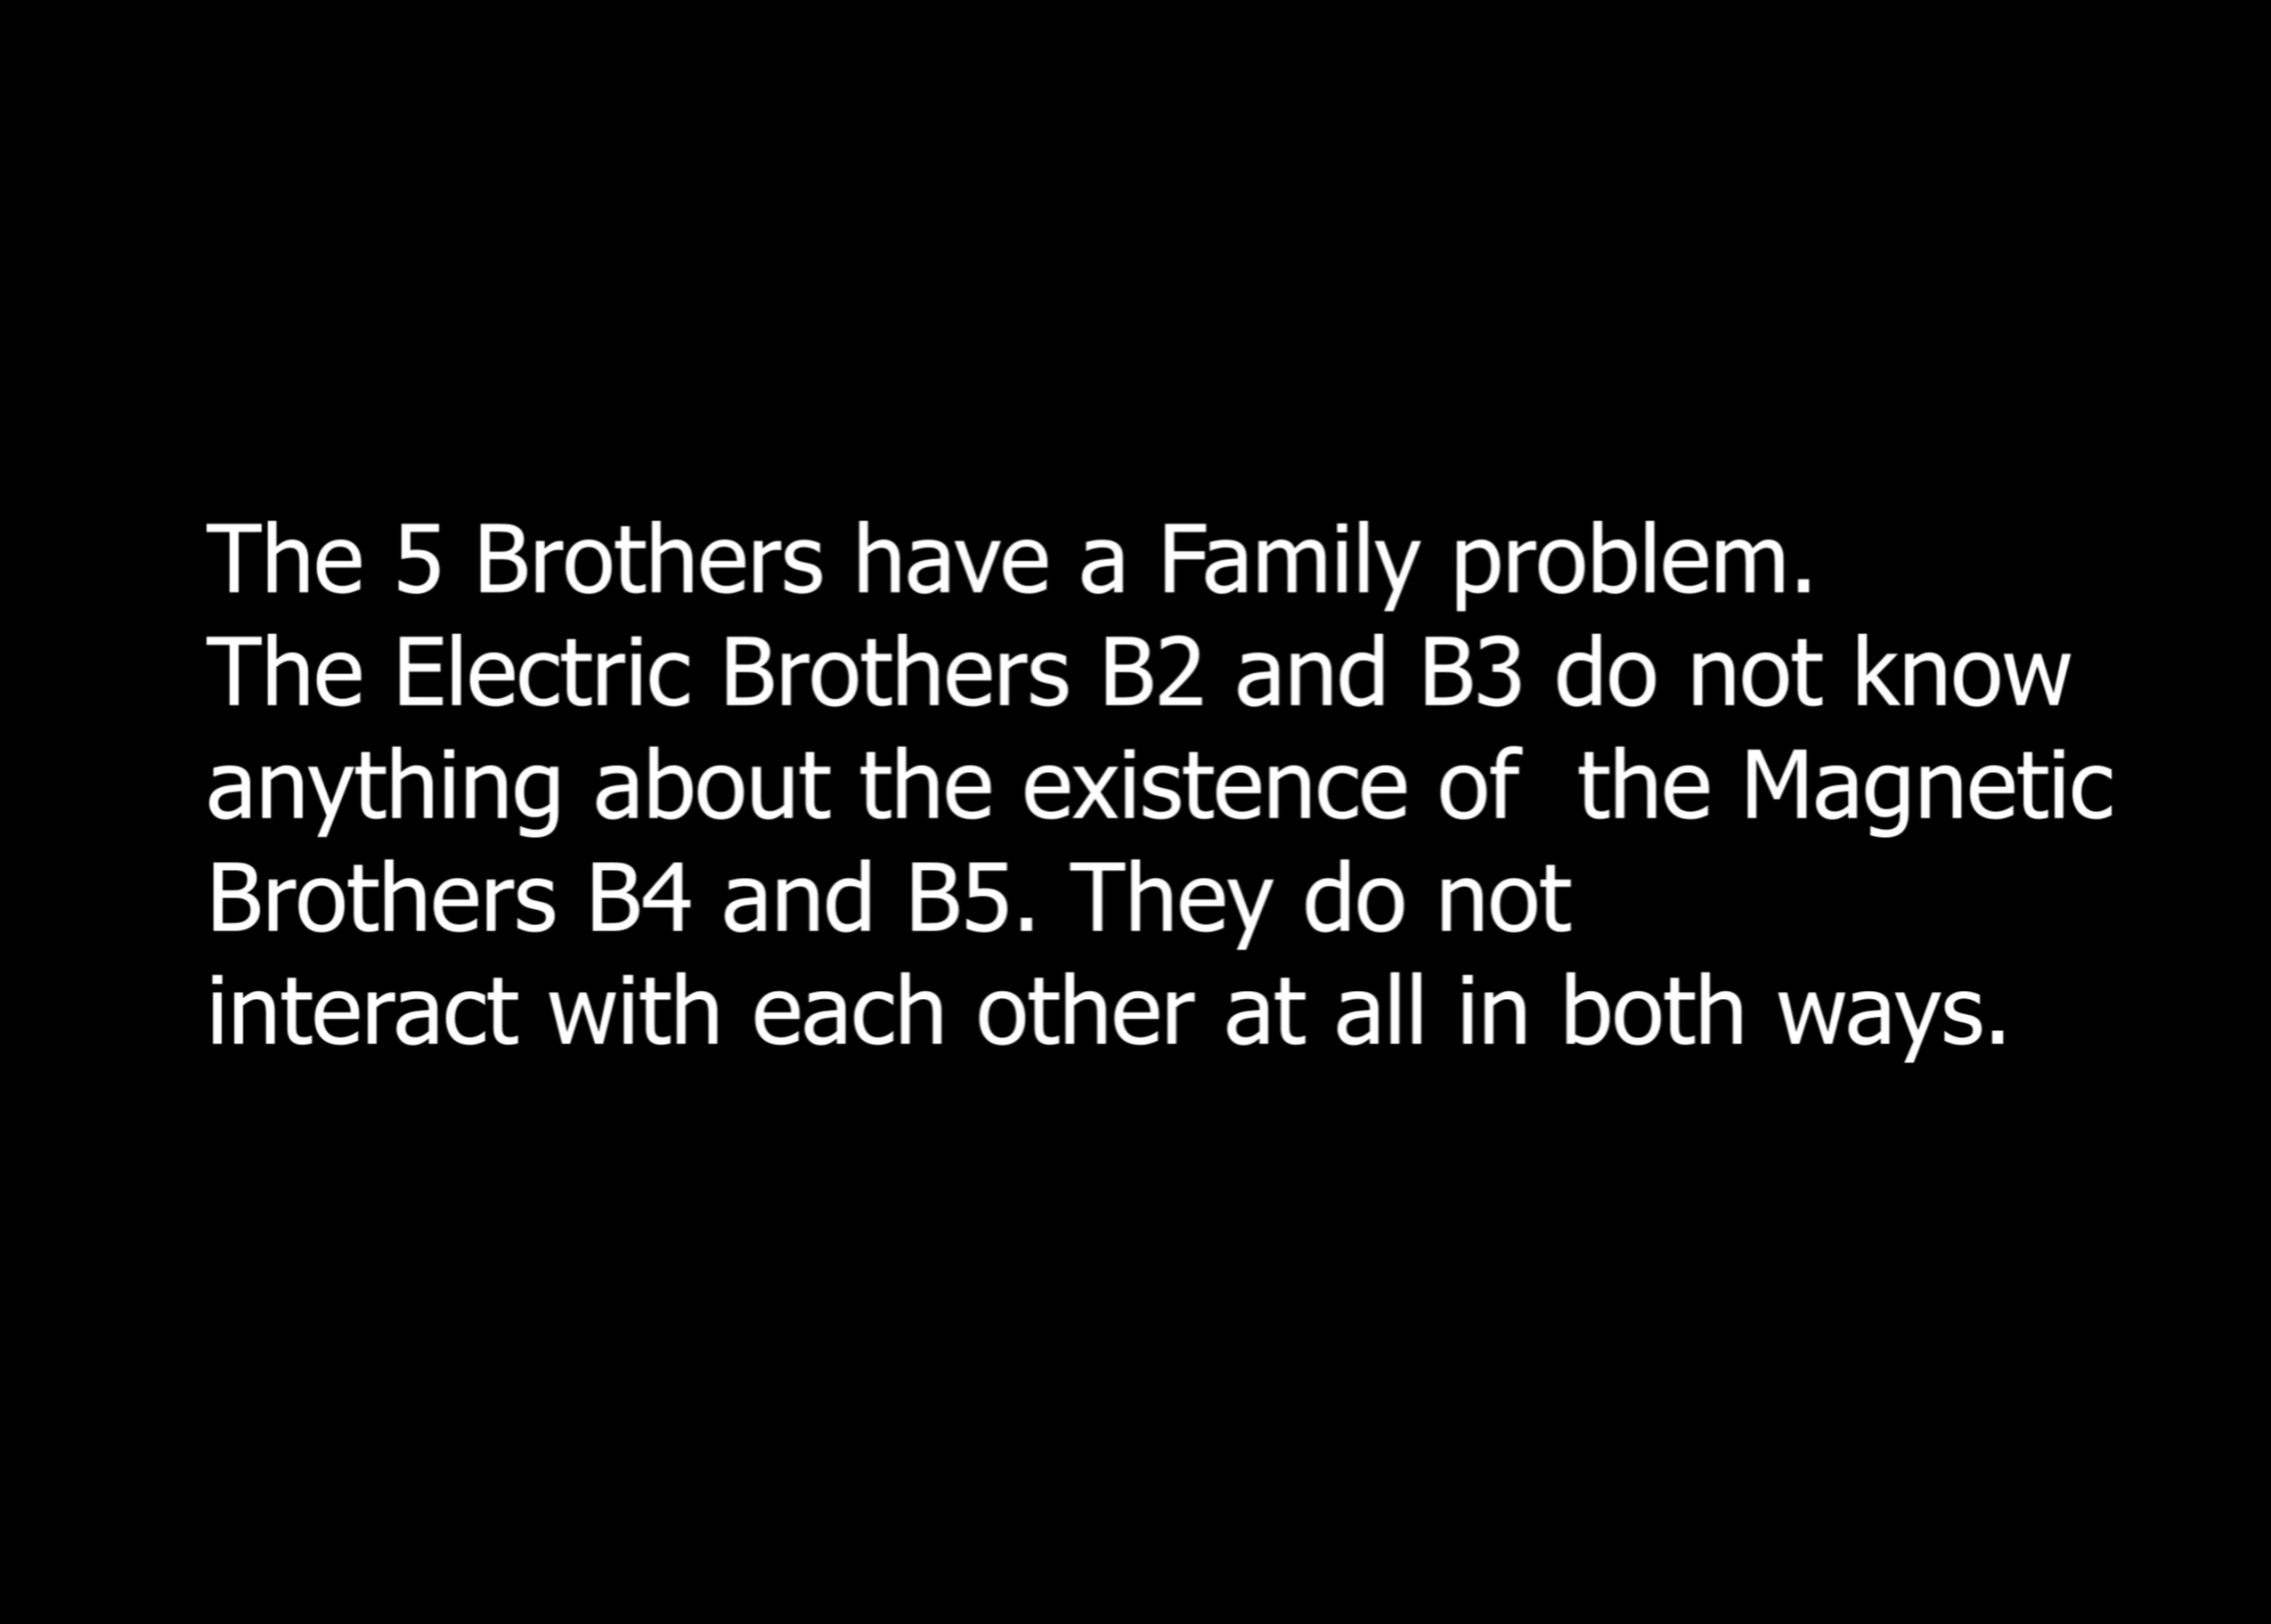 The 5 Brothers have a Family problem.
The Electric Brothers B2 and B3 do not know
anything about the existence of  the Magnetic
Brothers B4 and B5. They do not
interact with each other at all in both ways.